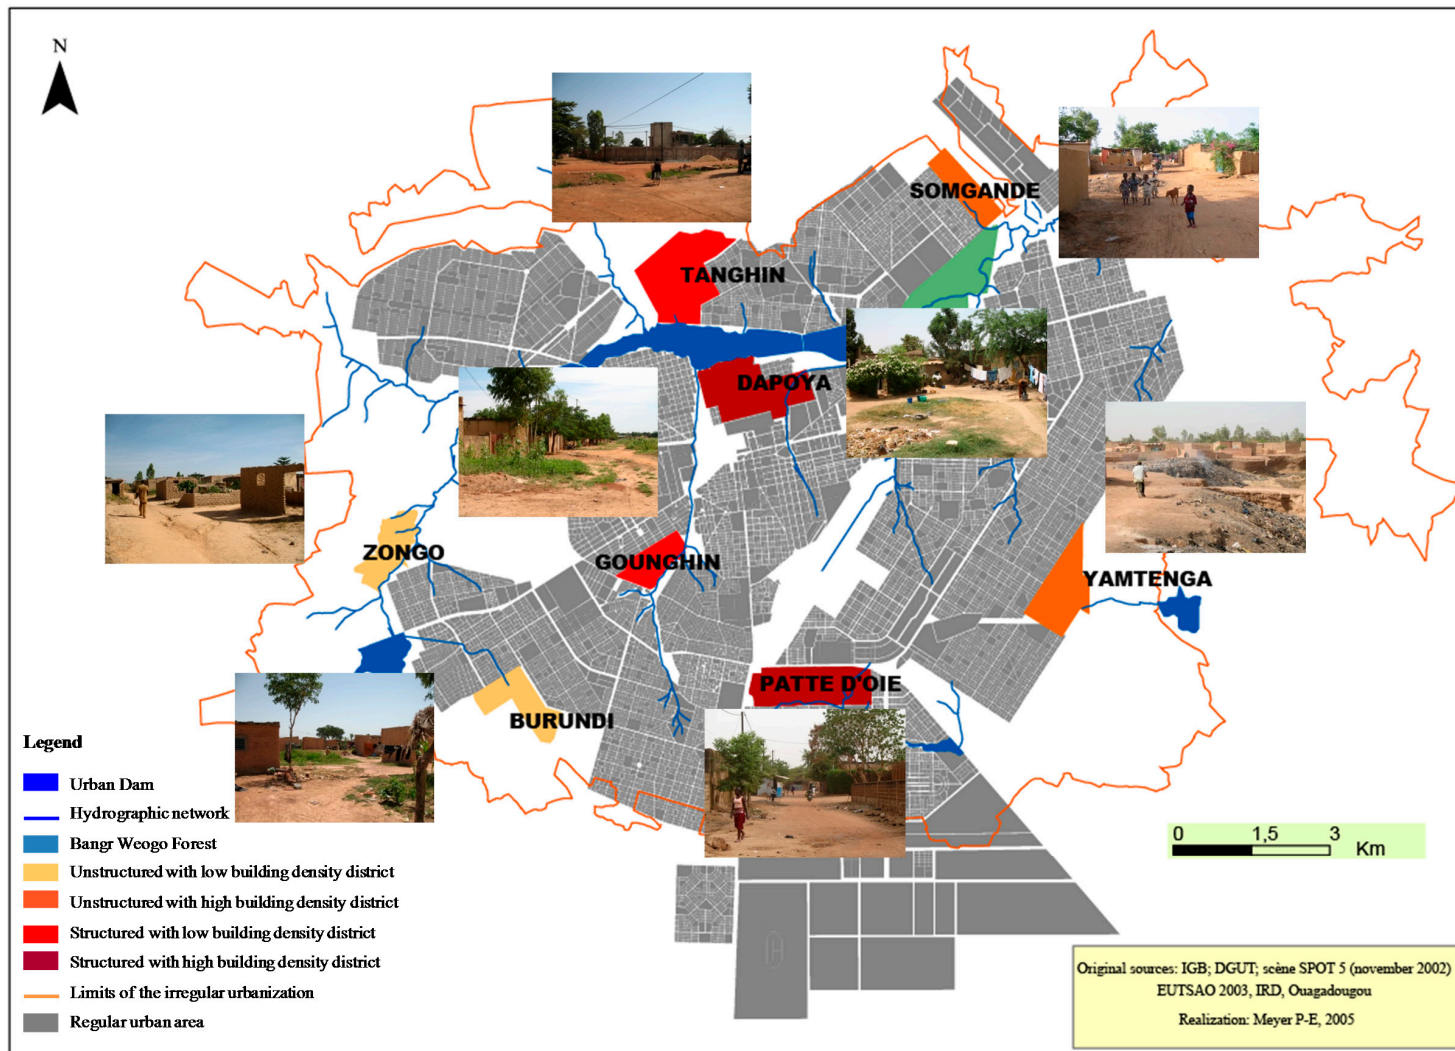 N
SOMGANDE
TANGHIN
DAPOYA
ZONGO
GOUNGHIN
YAMTENGA
PATTE D'OIE
BURUNDI
Legend
Urban Dam
Hydrographic network
Bangr Weogo Forest
Unstructured with low building density district
Unstructured with high building density district
Structured with low building density district
Structured with high building density district
Limits of the irregular urbanization
Regular urban area
0 1,5 3
Km
Original sources: IGB; DGUT; scène SPOT 5 (november 2002)
EUTSAO 2003, IRD, Ouagadougou
Realization: Meyer P-E, 2005